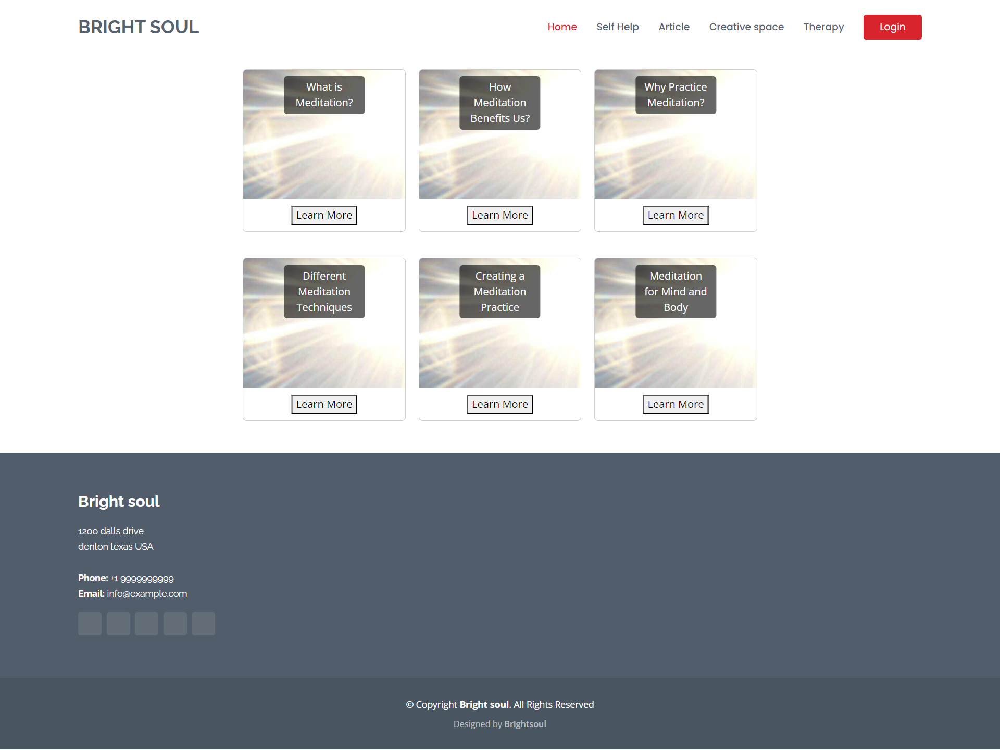 BRIGHT SOUL
Home Self Help Article Creative space Therapy Login
What is
Meditation?
Learn More
How
Meditation
Benefits Us?
Learn More
Why Practice
Meditation?
Learn More
Different
Meditation
Techniques
Learn More
Creating a
Meditation
Practice
Learn More
Meditation
for Mind and
Body
Learn More
Bright soul
1200 dalls drive
denton texas USA
Phone: +1 9999999999
Email: info@example.com
© Copyright Bright soul. All Rights Reserved
Designed by Brightsoul